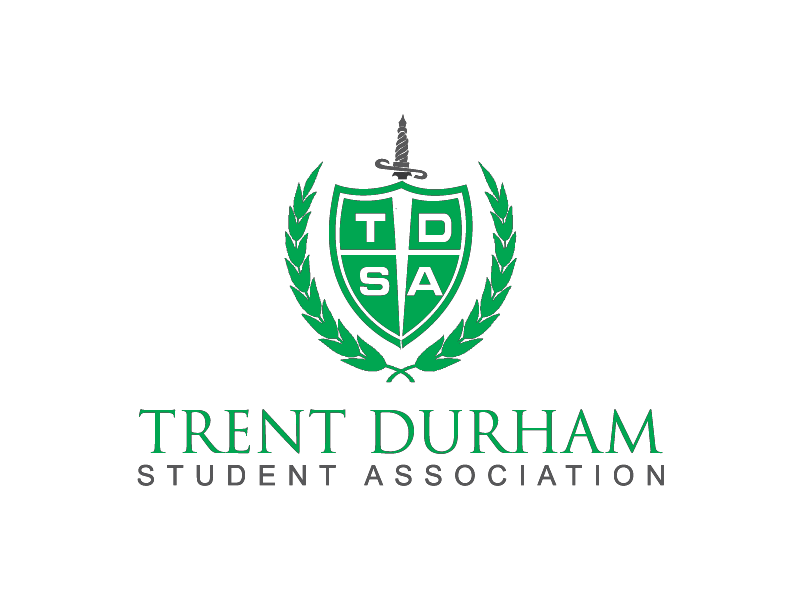 T D
S A
TRENT DURHAM
STUDENT ASSOCIATION